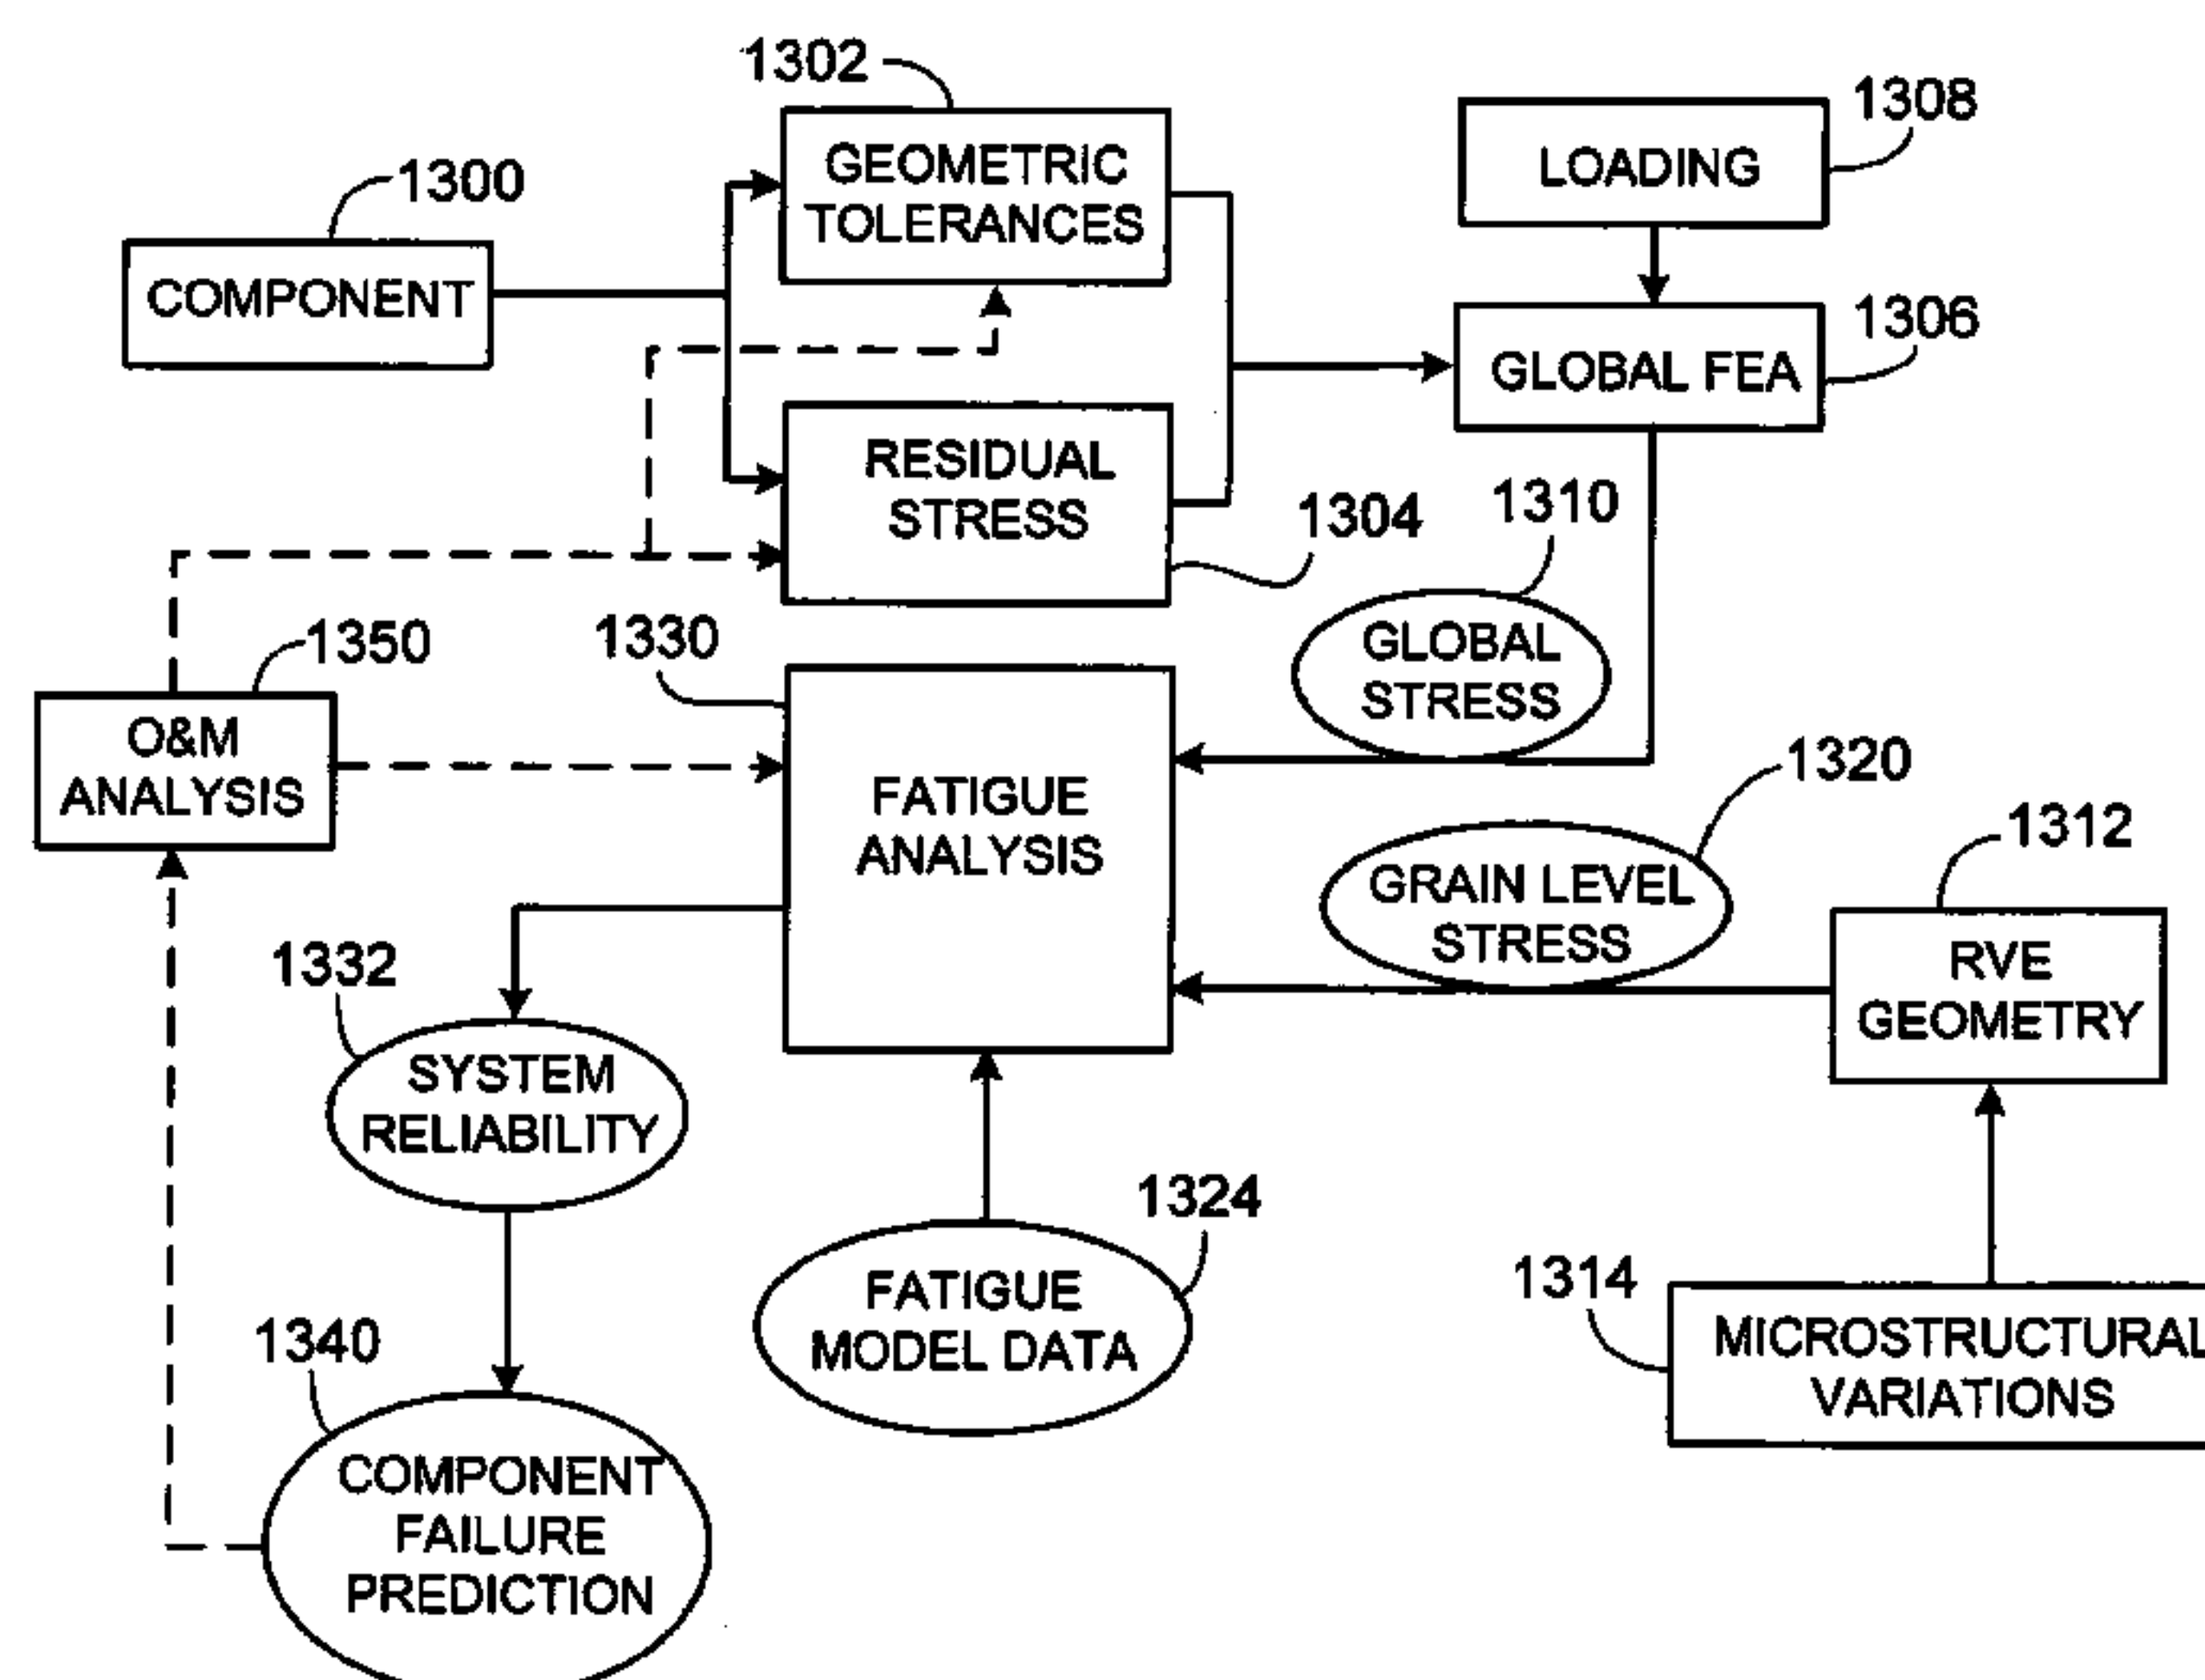 1302
GEOMETRIC
TOLERANCES
1308
LOADING
1300
COMPONENT
1306
GLOBAL FEA
RESIDUAL
STRESS
1304
1310
GLOBAL
STRESS
1350
O&M
ANALYSIS
1330
FATIGUE
ANALYSIS
1320
GRAIN LEVEL
STRESS
1312
RVE
GEOMETRY
1332
SYSTEM
RELIABILITY
1324
FATIGUE
MODEL DATA
1314
MICROSTRUCTURAL
VARIATIONS
1340
COMPONENT
FAILURE
PREDICTION